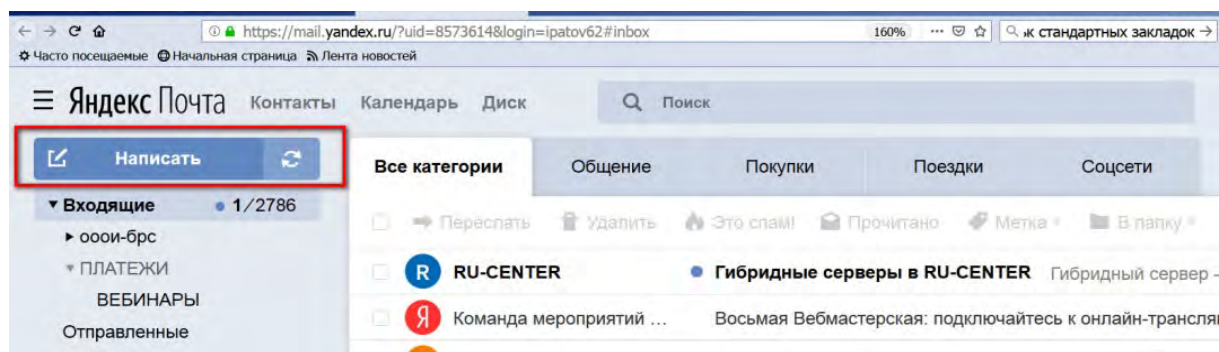 https://mail.yandex.ru/?uid=8573614&login=ipatov62#inbox 160% ... ик стандартных закладок →
Часто посещаемые Начальная страница Лента новостей
Яндекс Почта Контакты Календарь Диск Поиск
Написать
Все категории Общение Покупки Поездки Соцсети
Входящие 1/2786
Переслать Удалить Это спам! Прочитано Метка В папку
ооои-брс
ПЛАТЕЖИ
R RU-CENTER Гибридные серверы в RU-CENTER Гибридный сервер -
ВЕБИНАРЫ
Я Команда мероприятий ... Восьмая Вебмастерская: подключайтесь к онлайн-трансля
Отправленные